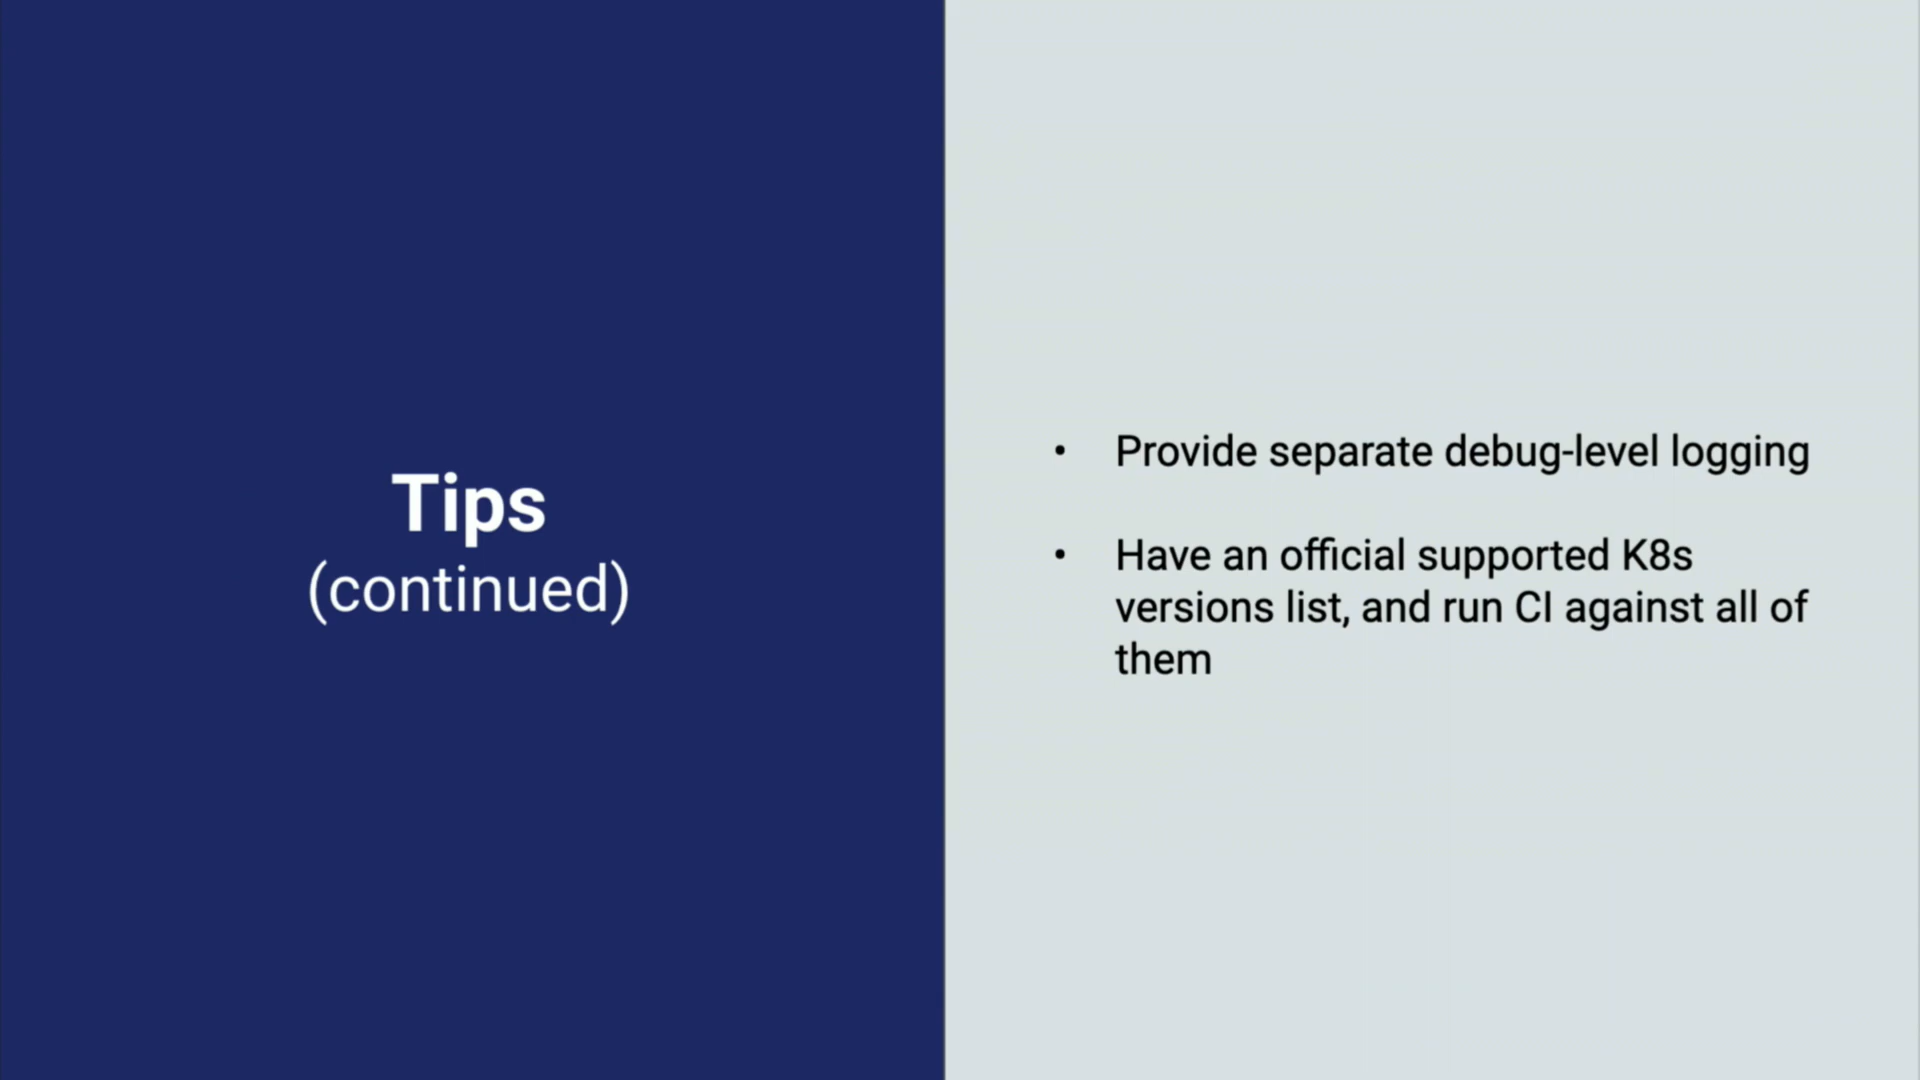 Tips
(continued)
• Provide separate debug-level logging
• Have an official supported K8s
versions list, and run CI against all of
them